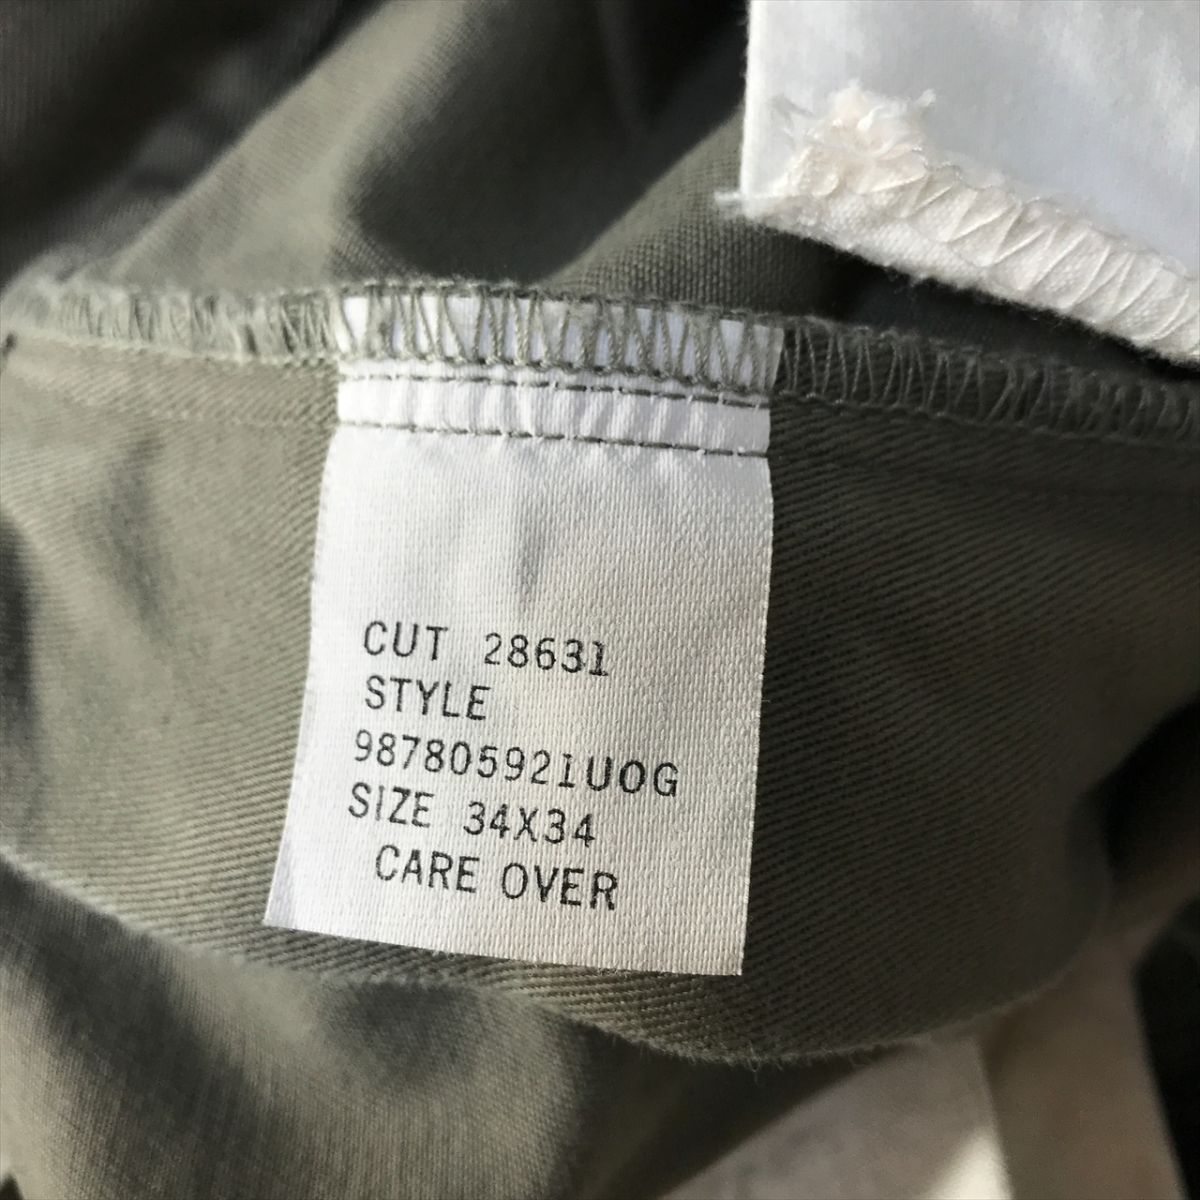 CUT 28631
STYLE
987805921UOG
SIZE 34X34
CARE OVER